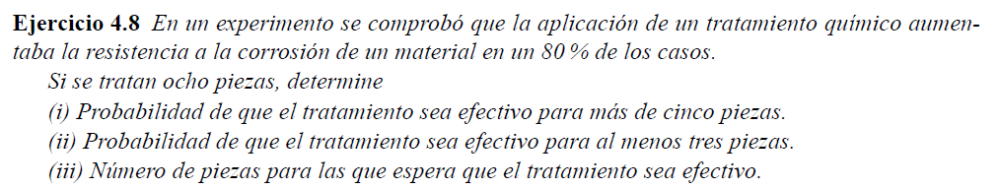 Ejercicio 4.8 En un experimento se comprobó que la aplicación de un tratamiento químico aumen-
taba la resistencia a la corrosión de un material en un 80 % de los casos.
Si se tratan ocho piezas, determine
(i) Probabilidad de que el tratamiento sea efectivo para más de cinco piezas.
(ii) Probabilidad de que el tratamiento sea efectivo para al menos tres piezas.
(iii) Número de piezas para las que espera que el tratamiento sea efectivo.